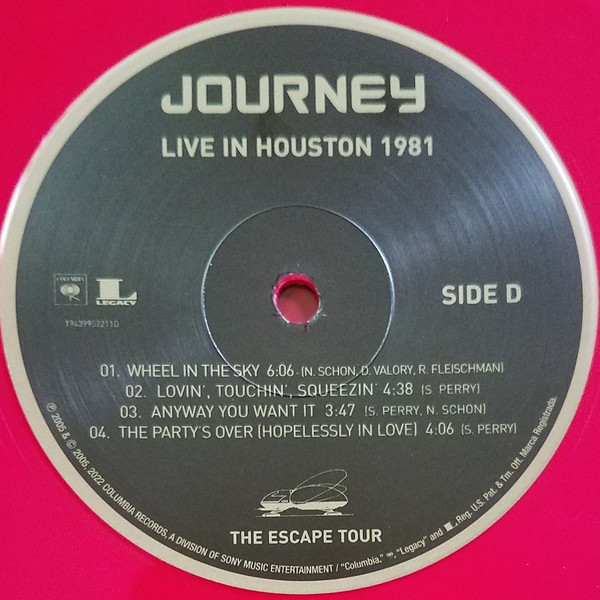 JOURNEY
LIVE IN HOUSTON 1981
COLUMBIA
L
LEGACY
SIDE D
19439952211D
01. WHEEL IN THE SKY 6:06 - (N. SCHON, D. VALORY, R. FLEISCHMAN)
02. LOVIN', TOUCHIN', SQUEEZIN' 4:38 (S. PERRY)
03. ANYWAY YOU WANT IT 3:47 (S. PERRY, N. SCHON)
04. THE PARTY'S OVER (HOPELESSLY IN LOVE) 4:06 (S. PERRY)
THE ESCAPE TOUR
℗ 2005 & © 2005, 2022 COLUMBIA RECORDS, A DIVISION OF SONY MUSIC ENTERTAINMENT / "Columbia," "Legacy" and L Reg. U.S. Pat. & Tm. Off. Marca Registrada.